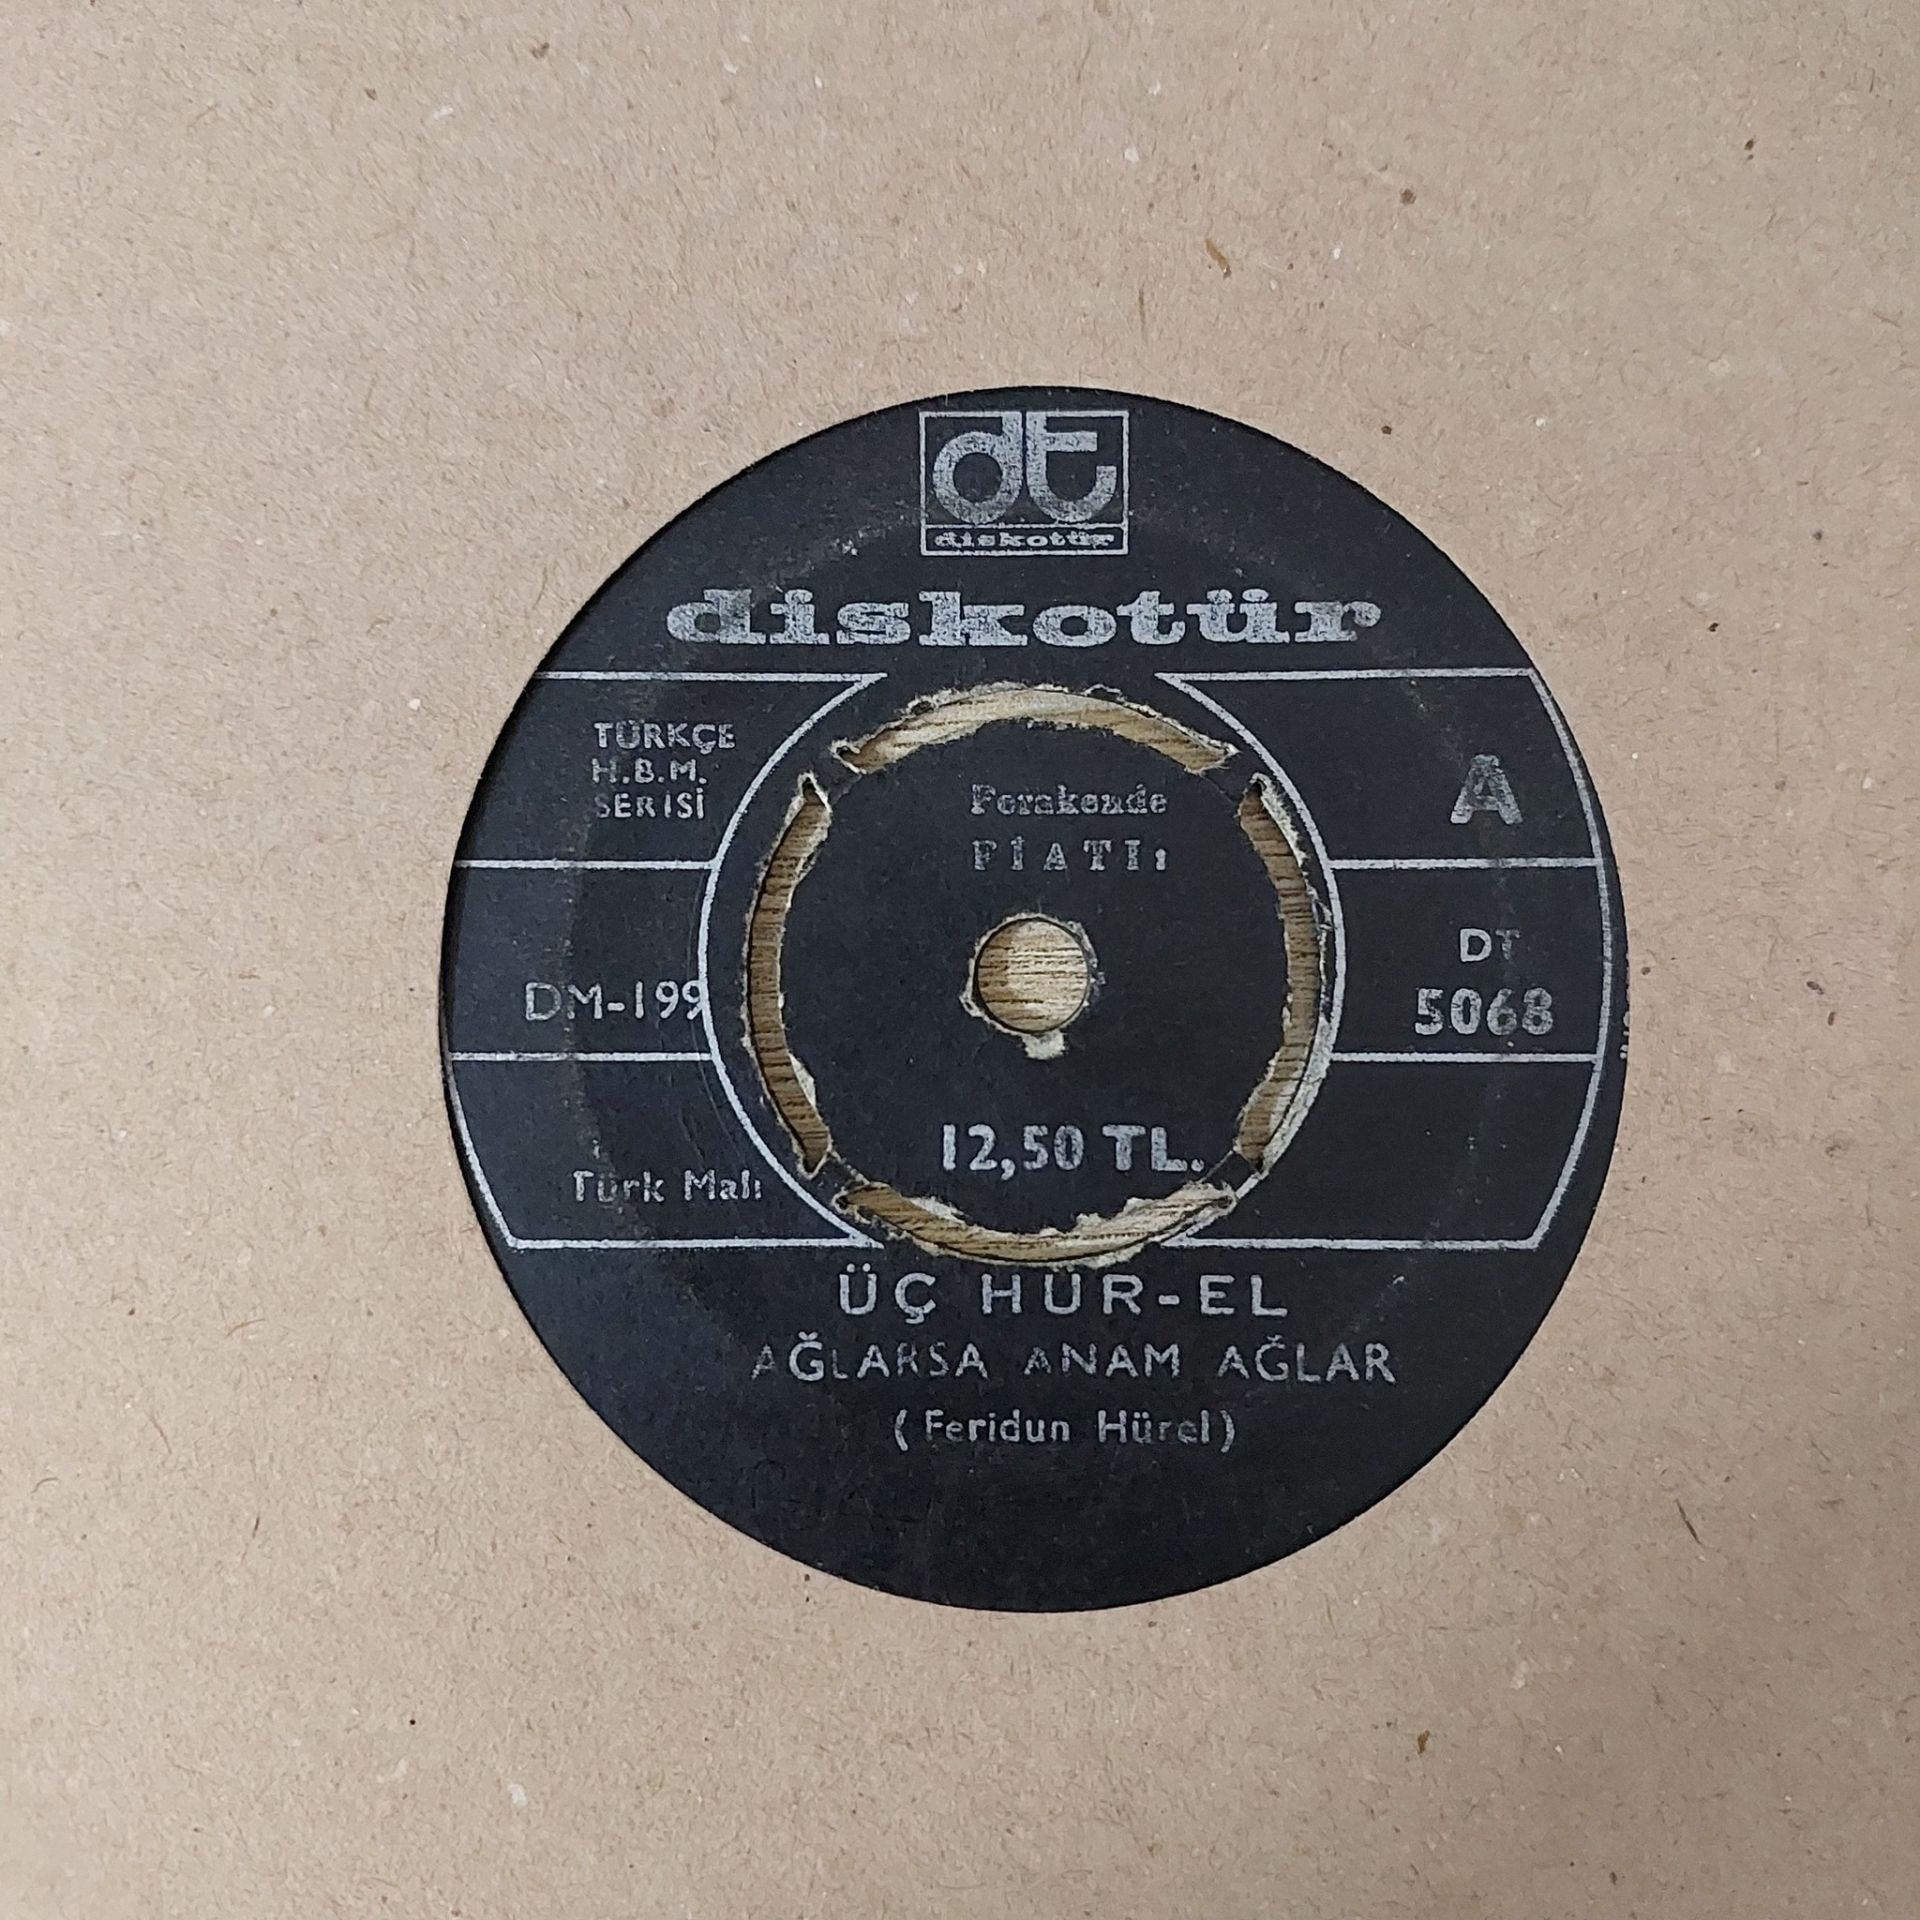 dt
diskotür
diskotür
TÜRKÇE
H.B.M.
SERİSİ
A
Perakende
FİATI:
DT
5068
DM-199
12,50 TL.
Türk Malı
ÜÇ HÜR-EL
AĞLARSA ANAM AĞLAR
(Feridun Hürel)